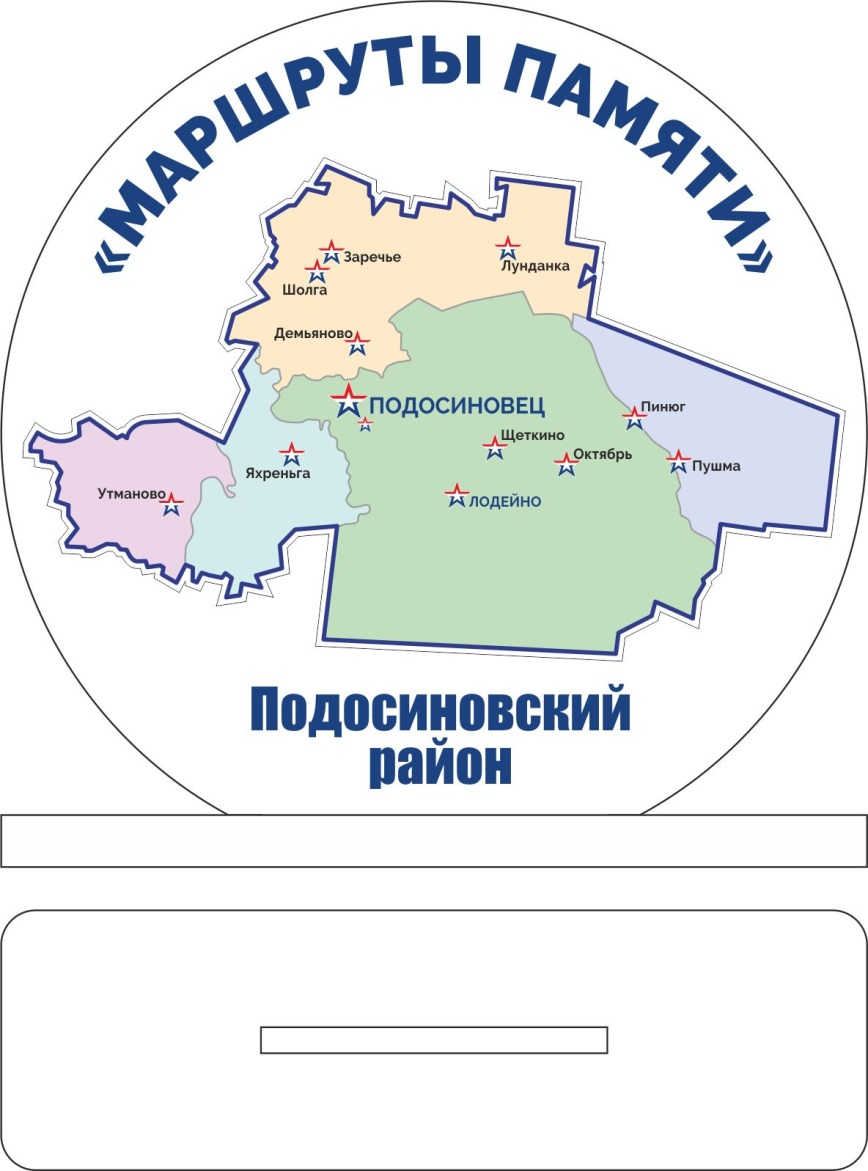 «МАРШРУТЫ ПАМЯТИ»
Заречье
Лунданка
Шолга
Демьяново
ПОДОСИНОВЕЦ
Пинюг
Щеткино
Октябрь
Пушма
Яхреньга
Утманово
ЛОДЕЙНО
Подосиновский
район